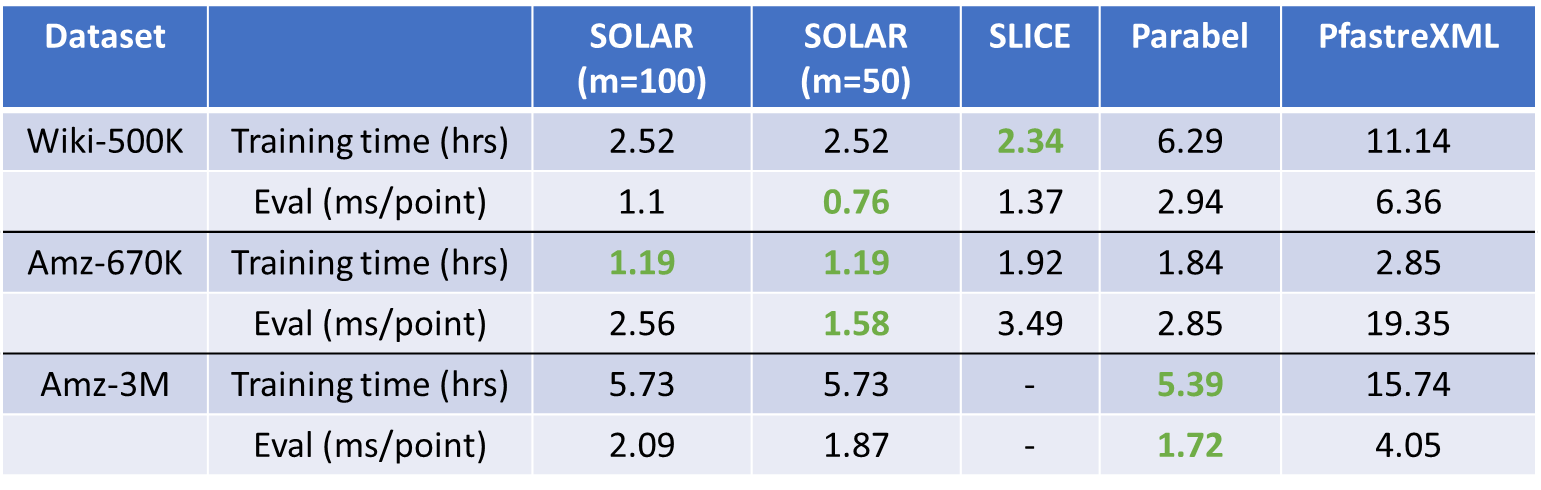 Dataset SOLAR (m=100) SOLAR (m=50) SLICE Parabel PfastreXML
Wiki-500K Training time (hrs) 2.52 2.52 2.34 6.29 11.14
Eval (ms/point) 1.1 0.76 1.37 2.94 6.36
Amz-670K Training time (hrs) 1.19 1.19 1.92 1.84 2.85
Eval (ms/point) 2.56 1.58 3.49 2.85 19.35
Amz-3M Training time (hrs) 5.73 5.73 - 5.39 15.74
Eval (ms/point) 2.09 1.87 - 1.72 4.05